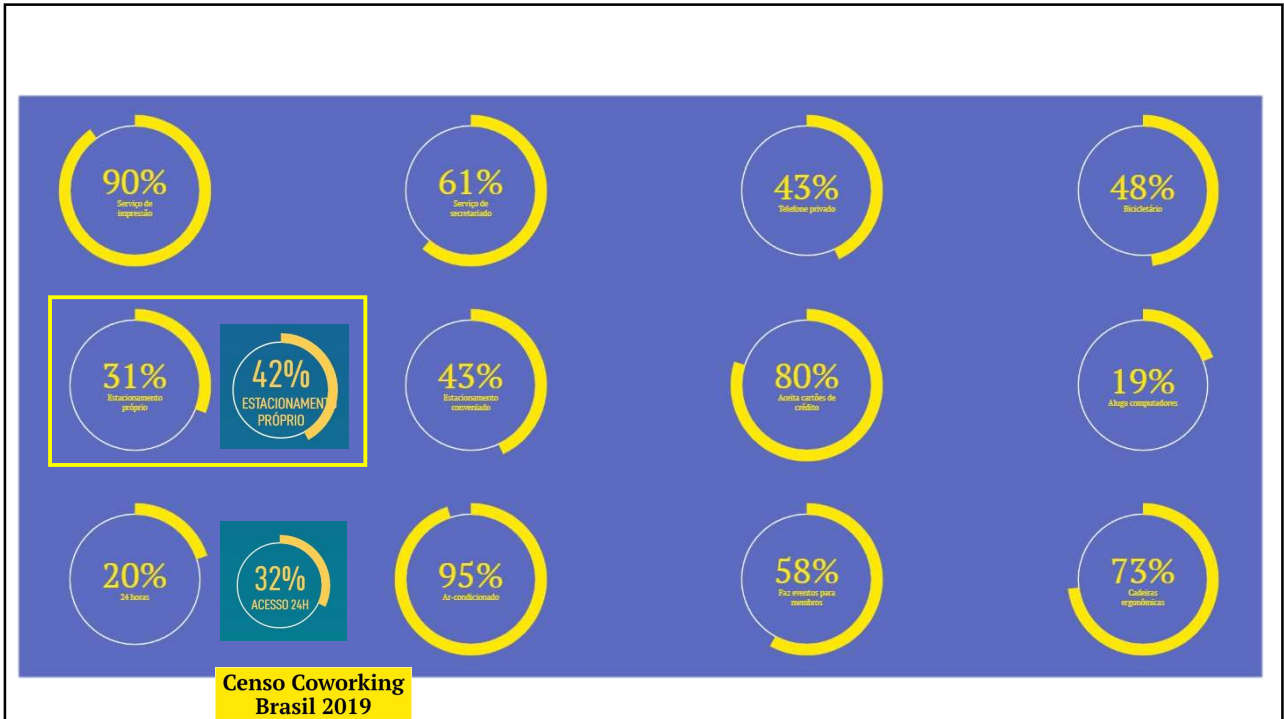 90%
Serviço de
impressão
61%
Serviço de
secretariado
43%
Telefone privado
48%
Bicicletário
31%
Estacionamento
próprio
42%
ESTACIONAMENTO
PRÓPRIO
43%
Estacionamento
conveniado
80%
Aceita cartões de
crédito
19%
Aluga computadores
20%
24 horas
32%
ACESSO 24H
95%
Ar-condicionado
58%
Faz eventos para
membros
73%
Cadeiras
ergonômicas
Censo Coworking
Brasil 2019